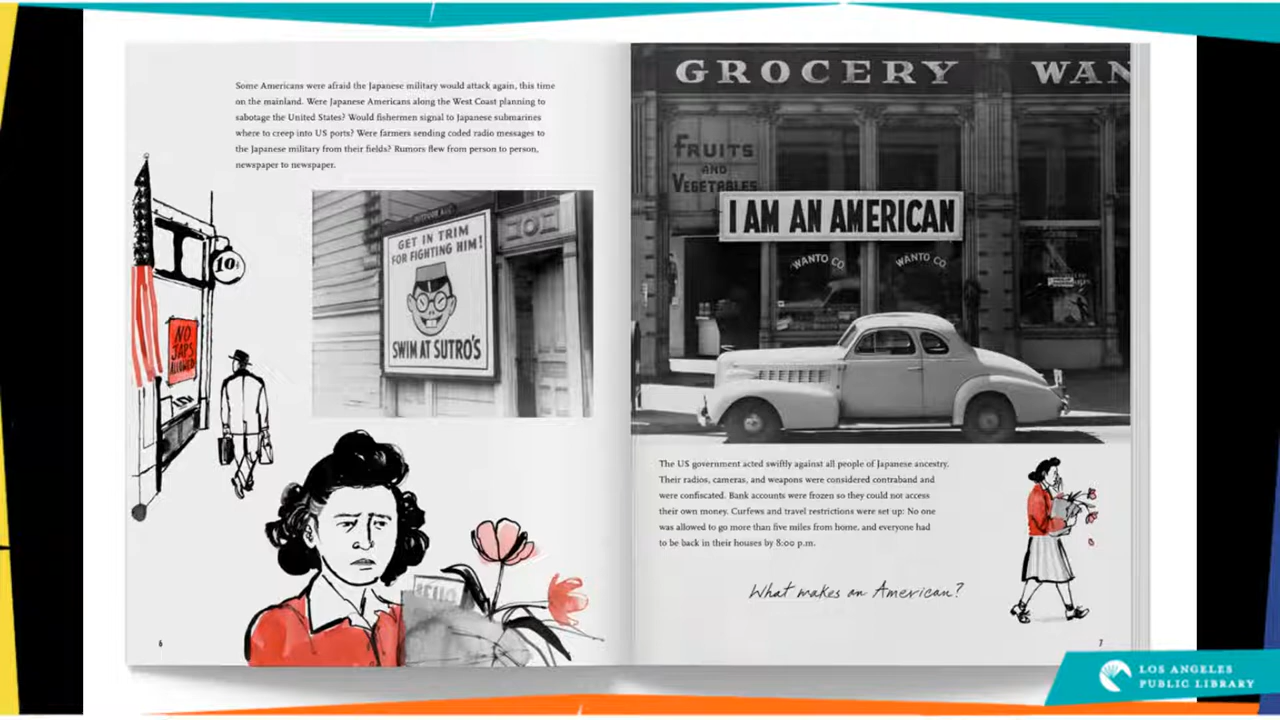 Some Americans were afraid the Japanese military would attack again, this time
on the mainland. Were Japanese Americans along the West Coast planning to
sabotage the United States? Would fishermen signal to Japanese submarines
where to creep into US ports? Were farmers sending coded radio messages to
the Japanese military from their fields? Rumors flew from person to person,
newspaper to newspaper.
10¢
NO
JAPS
ALLOWED
GET IN TRIM
FOR FIGHTING HIM!
SWIM AT SUTRO'S
6
GROCERY WAN
FRUITS
AND
VEGETABLES
I AM AN AMERICAN
WANTO CO
WANTO CO
The US government acted swiftly against all people of Japanese ancestry.
Their radios, cameras, and weapons were considered contraband and
were confiscated. Bank accounts were frozen so they could not access
their own money. Curfews and travel restrictions were set up: No one
was allowed to go more than five miles from home, and everyone had
to be back in their houses by 8:00 p.m.
What makes an American?
7
LOS ANGELES
PUBLIC LIBRARY